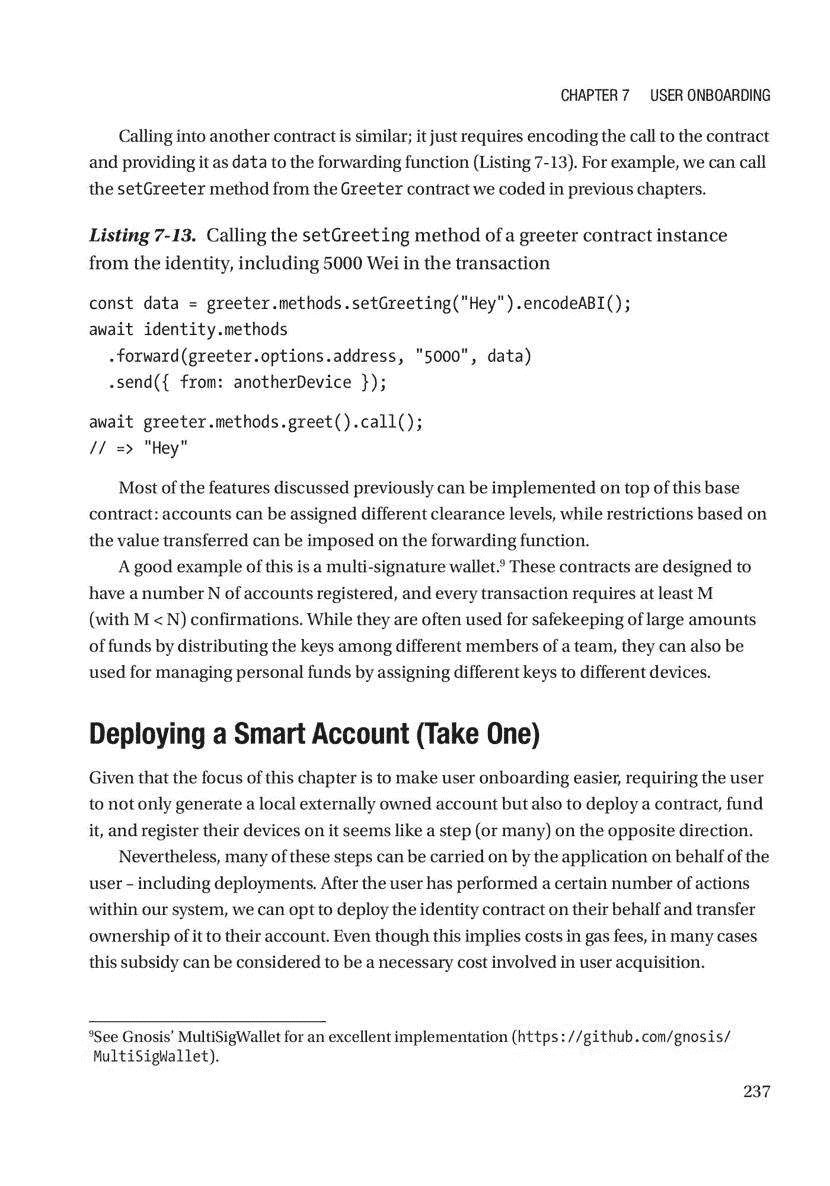 CHAPTER 7 USER ONBOARDING
Calling into another contract is similar; it just requires encoding the call to the contract
and providing it as data to the forwarding function (Listing 7-13). For example, we can call
the setGreeter method from the Greeter contract we coded in previous chapters.
Listing 7-13. Calling the setGreeting method of a greeter contract instance
from the identity, including 5000 Wei in the transaction
const data = greeter.methods.setGreeting("Hey").encodeABI();
await identity.methods
  .forward(greeter.options.address, "5000", data)
  .send({ from: anotherDevice });
await greeter.methods.greet().call();
// => "Hey"
Most of the features discussed previously can be implemented on top of this base
contract: accounts can be assigned different clearance levels, while restrictions based on
the value transferred can be imposed on the forwarding function.
A good example of this is a multi-signature wallet.⁹ These contracts are designed to
have a number N of accounts registered, and every transaction requires at least M
(with M < N) confirmations. While they are often used for safekeeping of large amounts
of funds by distributing the keys among different members of a team, they can also be
used for managing personal funds by assigning different keys to different devices.
Deploying a Smart Account (Take One)
Given that the focus of this chapter is to make user onboarding easier, requiring the user
to not only generate a local externally owned account but also to deploy a contract, fund
it, and register their devices on it seems like a step (or many) on the opposite direction.
Nevertheless, many of these steps can be carried on by the application on behalf of the
user – including deployments. After the user has performed a certain number of actions
within our system, we can opt to deploy the identity contract on their behalf and transfer
ownership of it to their account. Even though this implies costs in gas fees, in many cases
this subsidy can be considered to be a necessary cost involved in user acquisition.
⁹See Gnosis' MultiSigWallet for an excellent implementation (https://github.com/gnosis/
MultiSigWallet).
237